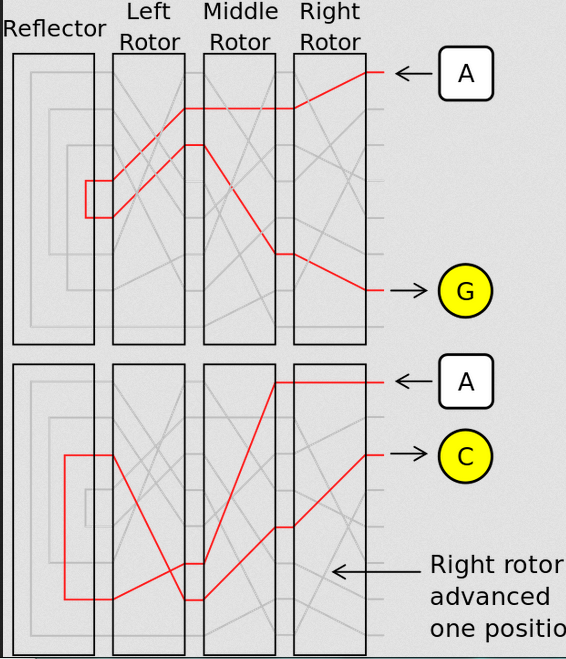 Reflector
Left
Rotor
Middle
Rotor
Right
Rotor
A
G
A
C
Right rotor
advanced
one positio